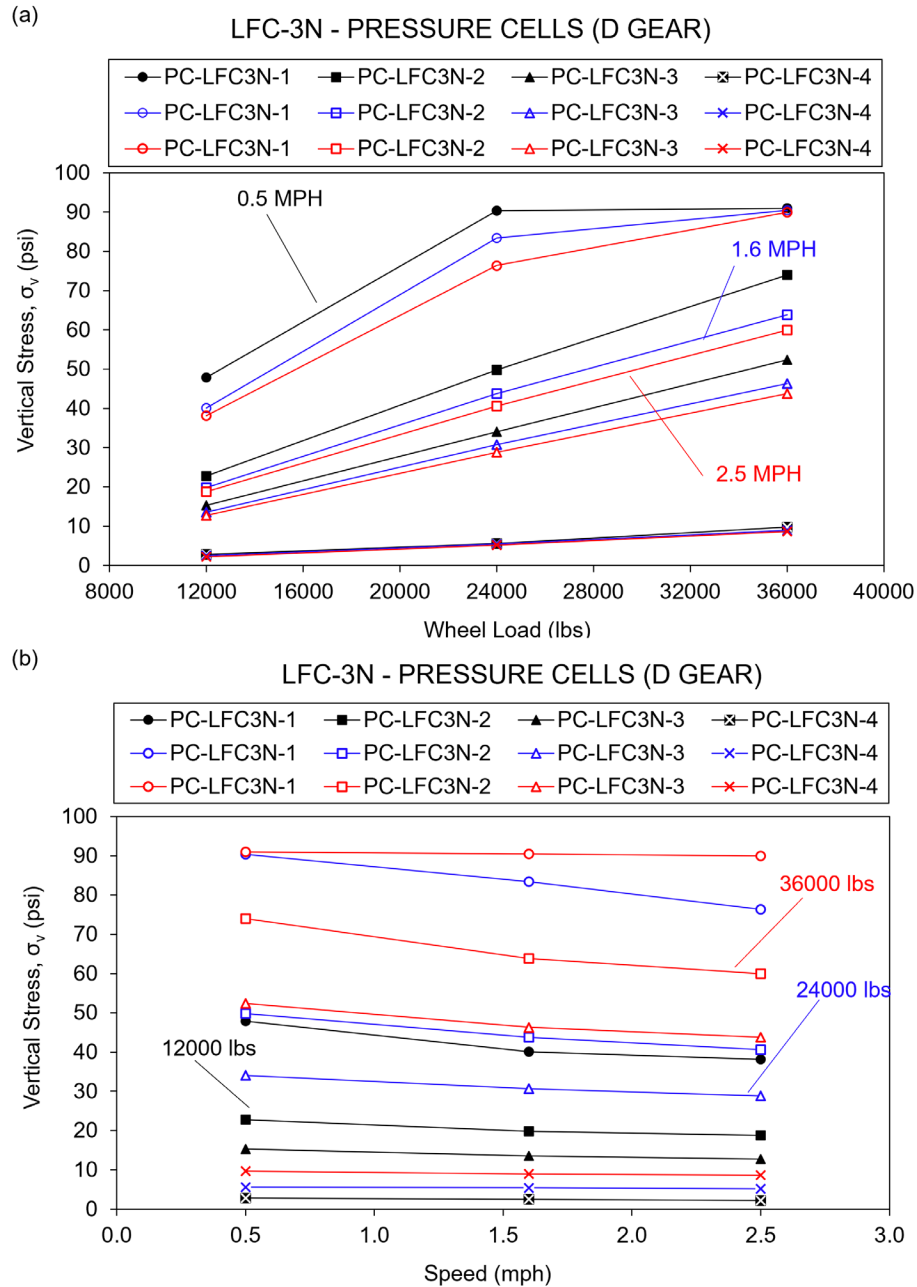 (a)
LFC-3N - PRESSURE CELLS (D GEAR)
PC-LFC3N-1 PC-LFC3N-2 PC-LFC3N-3 PC-LFC3N-4
PC-LFC3N-1 PC-LFC3N-2 PC-LFC3N-3 PC-LFC3N-4
PC-LFC3N-1 PC-LFC3N-2 PC-LFC3N-3 PC-LFC3N-4
Vertical Stress, σv (psi)
100
90
80
70
60
50
40
30
20
10
0
0.5 MPH
1.6 MPH
2.5 MPH
8000 12000 16000 20000 24000 28000 32000 36000 40000
Wheel Load (lbs)
(b)
LFC-3N - PRESSURE CELLS (D GEAR)
PC-LFC3N-1 PC-LFC3N-2 PC-LFC3N-3 PC-LFC3N-4
PC-LFC3N-1 PC-LFC3N-2 PC-LFC3N-3 PC-LFC3N-4
PC-LFC3N-1 PC-LFC3N-2 PC-LFC3N-3 PC-LFC3N-4
Vertical Stress, σv (psi)
100
90
80
70
60
50
40
30
20
10
0
36000 lbs
24000 lbs
12000 lbs
0.0 0.5 1.0 1.5 2.0 2.5 3.0
Speed (mph)